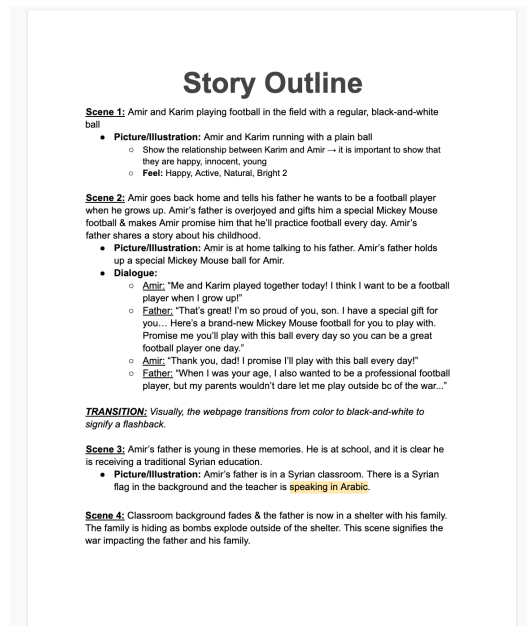 Story Outline
Scene 1: Amir and Karim playing football in the field with a regular, black-and-white
ball
● Picture/Illustration: Amir and Karim running with a plain ball
○ Show the relationship between Karim and Amir → it is important to show that
they are happy, innocent, young
○ Feel: Happy, Active, Natural, Bright 2
Scene 2: Amir goes back home and tells his father he wants to be a football player
when he grows up. Amir’s father is overjoyed and gifts him a special Mickey Mouse
football & makes Amir promise him that he’ll practice football every day. Amir’s
father shares a story about his childhood.
● Picture/Illustration: Amir is at home talking to his father. Amir’s father holds
up a special Mickey Mouse ball for Amir.
● Dialogue:
○ Amir: “Me and Karim played together today! I think I want to be a football
player when I grow up!”
○ Father: “That’s great! I’m so proud of you, son. I have a special gift for
you… Here’s a brand-new Mickey Mouse football for you to play with.
Promise me you’ll play with this ball every day so you can be a great
football player one day.”
○ Amir: “Thank you, dad! I promise I’ll play with this ball every day!”
○ Father: “When I was your age, I also wanted to be a professional football
player, but my parents wouldn’t dare let me play outside bc of the war...”
TRANSITION: Visually, the webpage transitions from color to black-and-white to
signify a flashback.
Scene 3: Amir’s father is young in these memories. He is at school, and it is clear he
is receiving a traditional Syrian education.
● Picture/Illustration: Amir’s father is in a Syrian classroom. There is a Syrian
flag in the background and the teacher is speaking in Arabic.
Scene 4: Classroom background fades & the father is now in a shelter with his family.
The family is hiding as bombs explode outside of the shelter. This scene signifies the
war impacting the father and his family.